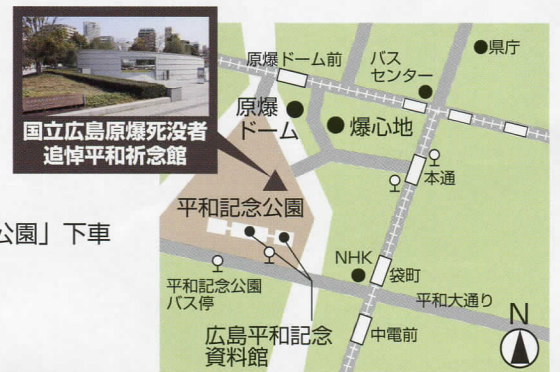 国立広島原爆死没者
追悼平和祈念館
公園」下車
原爆ドーム前
バス
センター
県庁
原爆
ドーム
爆心地
本通
平和記念公園
NHK
袋町
平和記念公園
バス停
平和大通り
広島平和記念
資料館
中電前
N